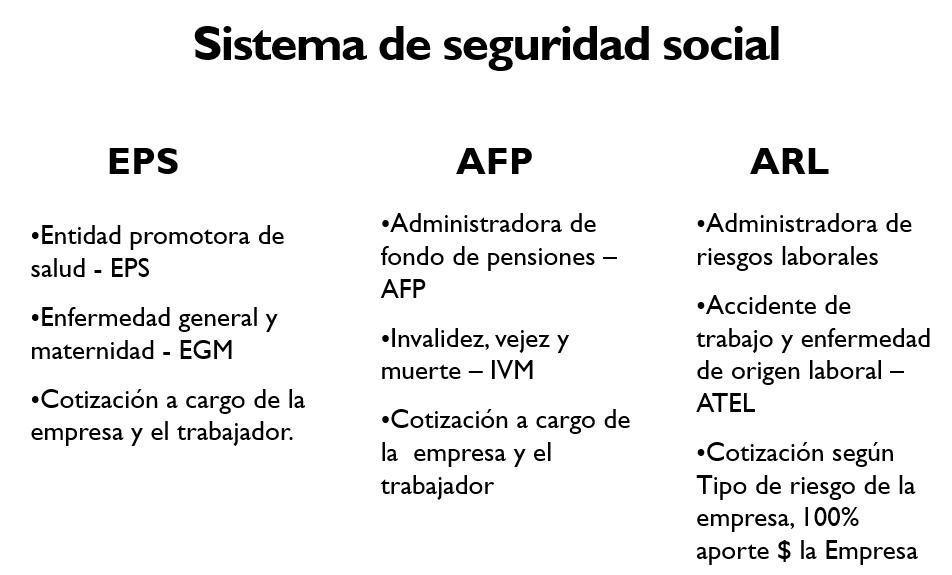 Sistema de seguridad social
EPS
•Entidad promotora de
salud - EPS
•Enfermedad general y
maternidad - EGM
•Cotización a cargo de la
empresa y el trabajador.
AFP
•Administradora de
fondo de pensiones –
AFP
•Invalidez, vejez y
muerte – IVM
•Cotización a cargo de
la  empresa y el
trabajador
ARL
•Administradora de
riesgos laborales
•Accidente de
trabajo y enfermedad
de origen laboral –
ATEL
•Cotización según
Tipo de riesgo de la
empresa, 100%
aporte $ la Empresa